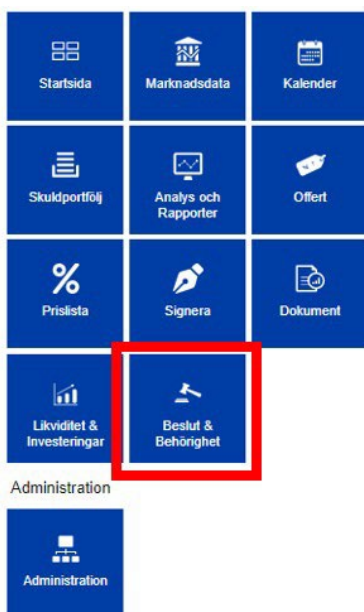 Startsida
Marknadsdata
Kalender
Skuldportfölj
Analys och
Rapporter
Offert
Prislista
Signera
Dokument
Likviditet &
Investeringar
Beslut &
Behörighet
Administration
Administration